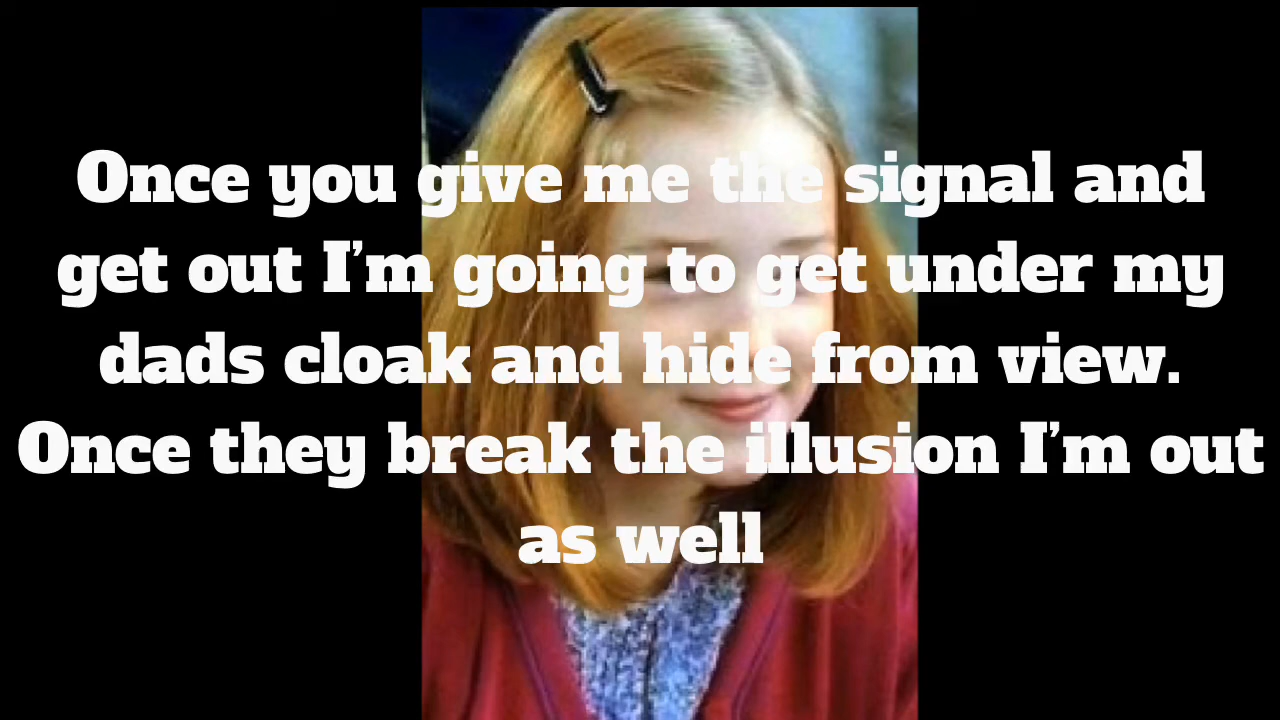 Once you give me the signal and
get out I’m going to get under my
dads cloak and hide from view.
Once they break the illusion I’m out
as well